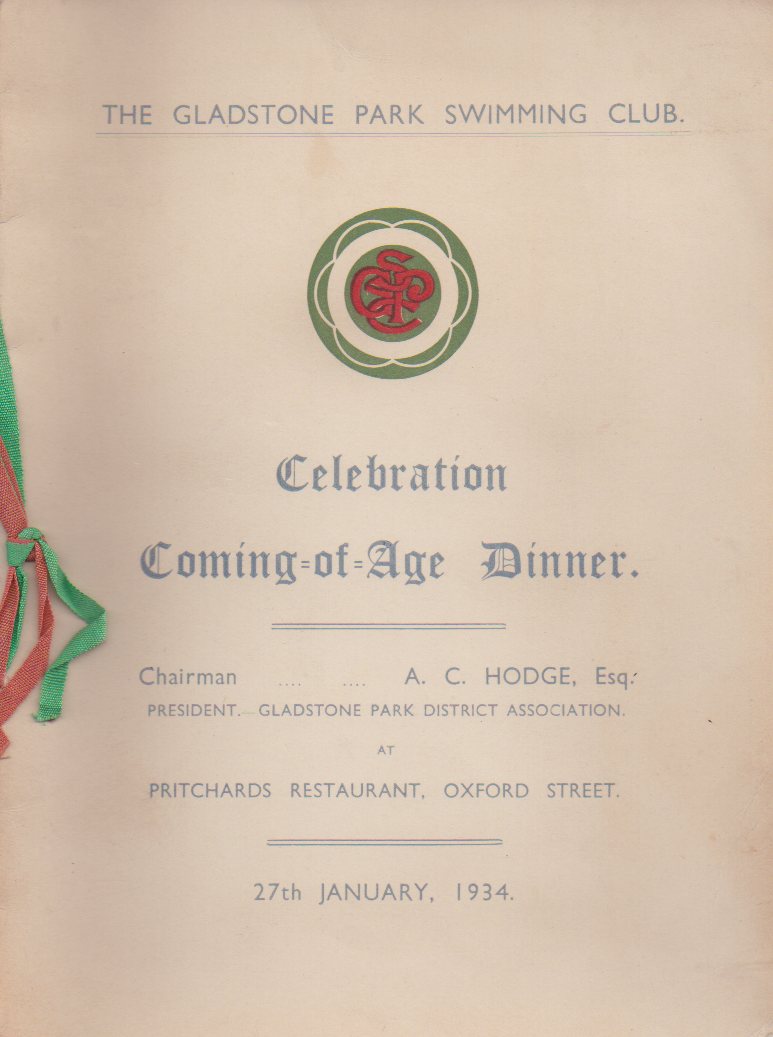 THE GLADSTONE PARK SWIMMING CLUB.
GPSC
Celebration
Coming=of=Age Dinner.
Chairman .... .... A. C. HODGE, Esq.
PRESIDENT.—GLADSTONE PARK DISTRICT ASSOCIATION.
AT
PRITCHARDS RESTAURANT, OXFORD STREET.
27th JANUARY, 1934.